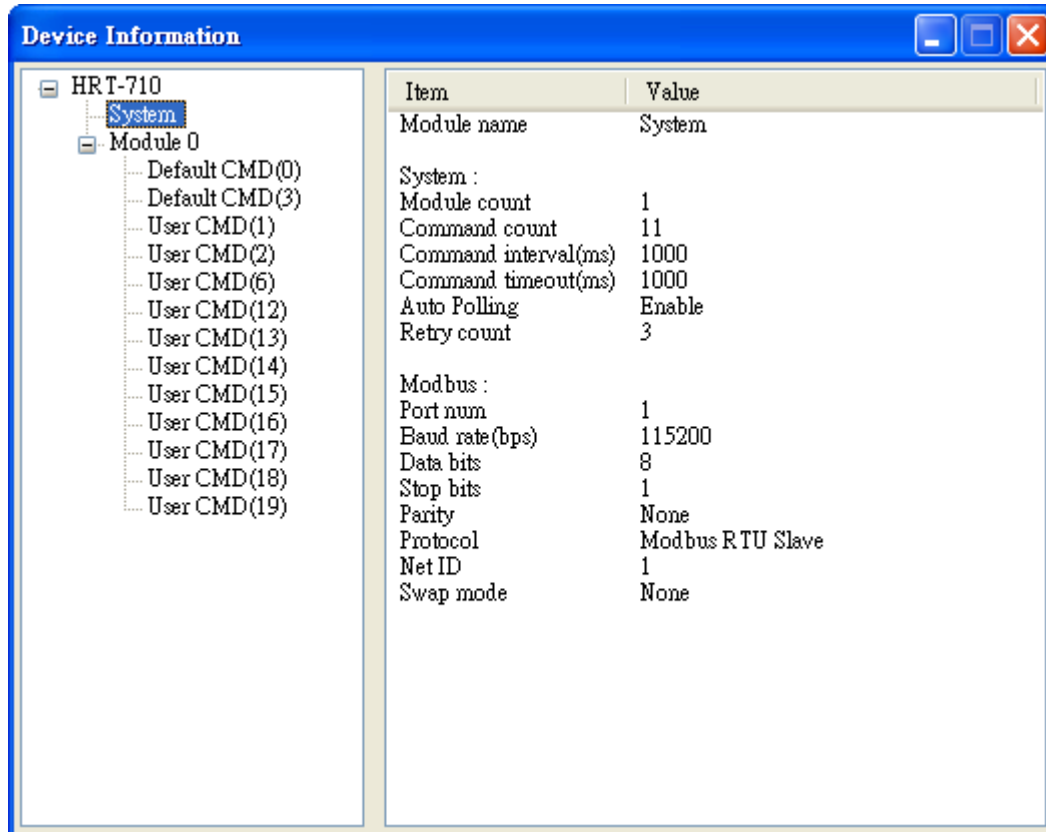 Device Information
HRT-710
System
Module 0
Default CMD(0)
Default CMD(3)
User CMD(1)
User CMD(2)
User CMD(6)
User CMD(12)
User CMD(13)
User CMD(14)
User CMD(15)
User CMD(16)
User CMD(17)
User CMD(18)
User CMD(19)
Item Value
Module name System
System :
Module count 1
Command count 11
Command interval(ms) 1000
Command timeout(ms) 1000
Auto Polling Enable
Retry count 3
Modbus :
Port num 1
Baud rate(bps) 115200
Data bits 8
Stop bits 1
Parity None
Protocol Modbus RTU Slave
Net ID 1
Swap mode None